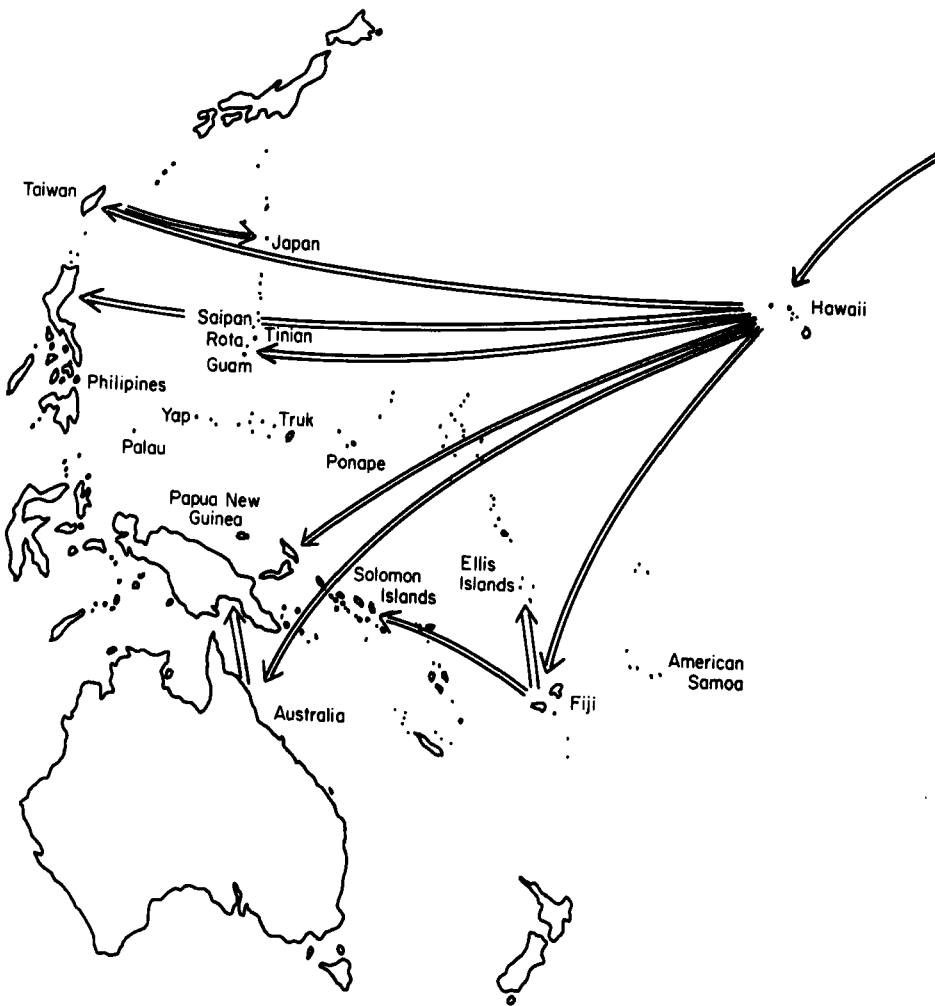 Taiwan
Japan
Hawaii
Saipan
Rota
Tinian
Guam
Philipines
Yap
Truk
Palau
Ponape
Papua New
Guinea
Ellis
Islands
Solomon
Islands
American
Samoa
Fiji
Australia